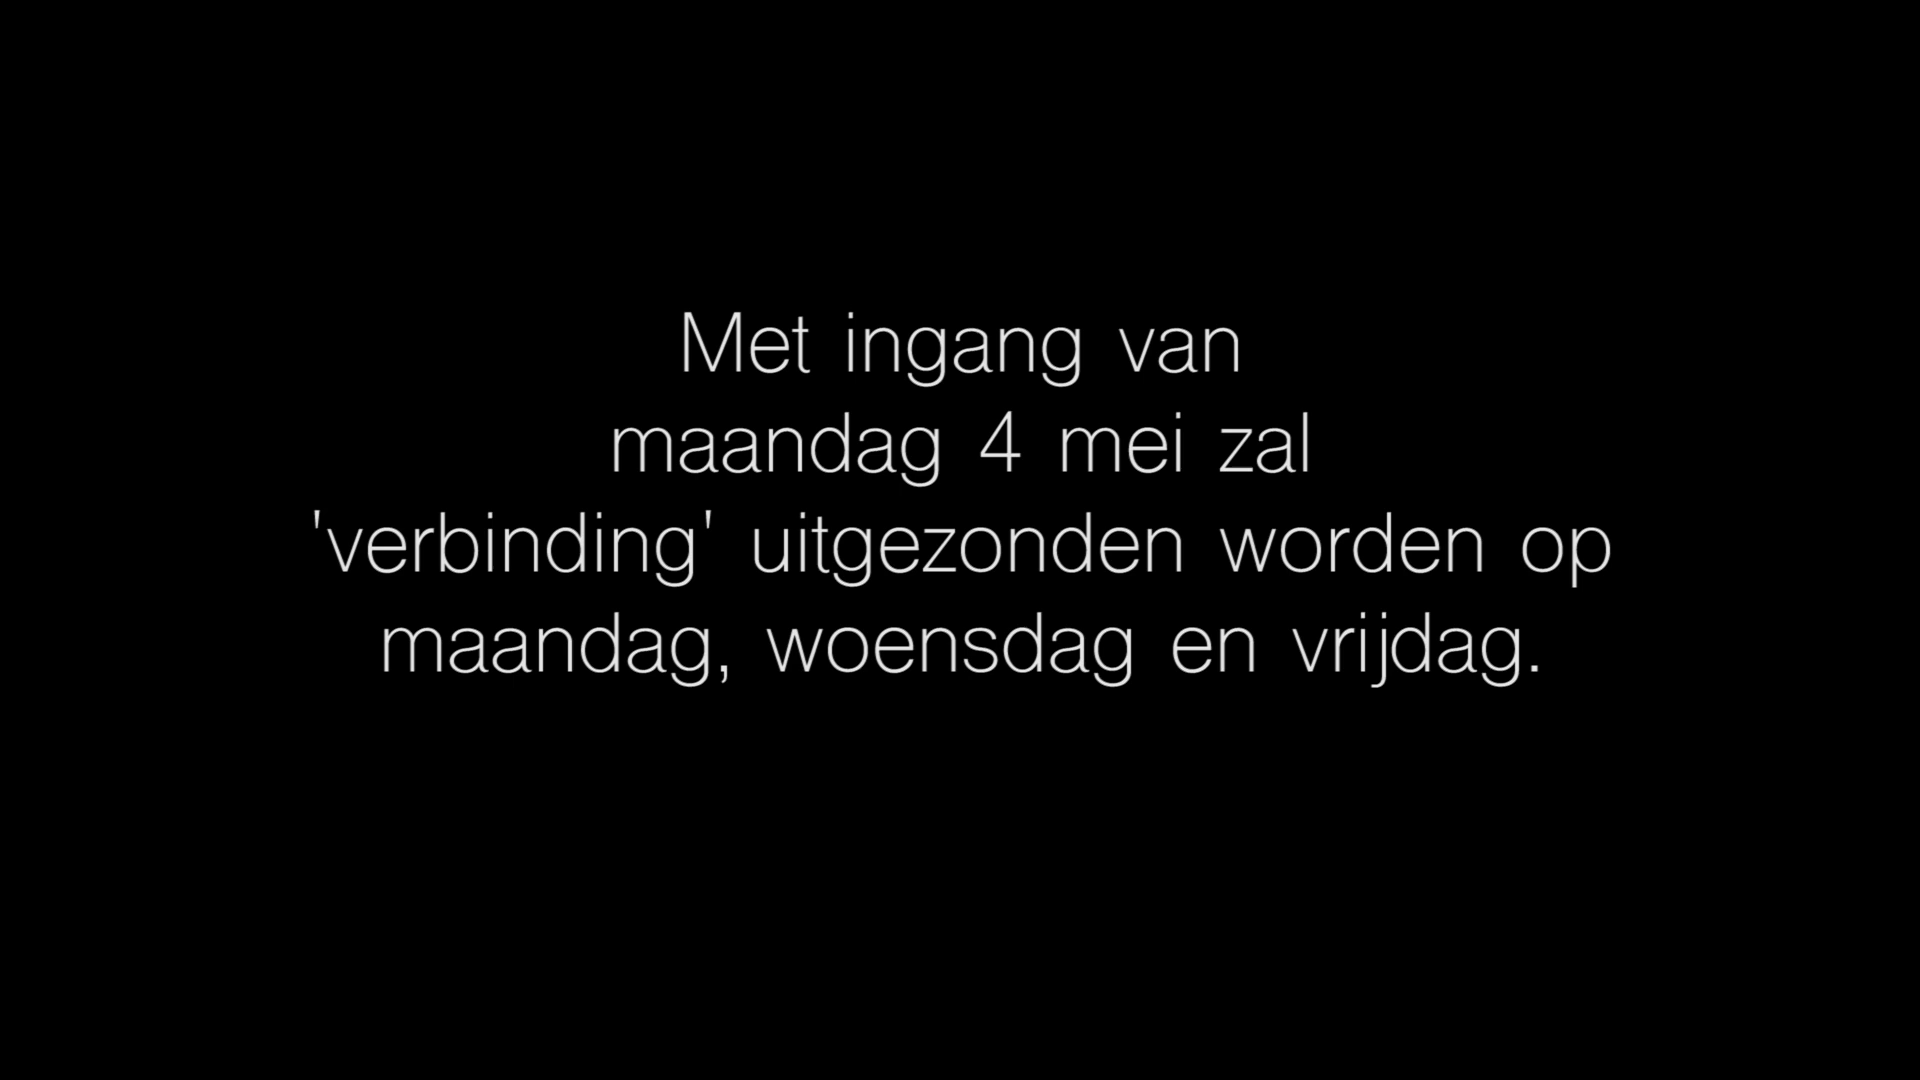 Met ingang van
maandag 4 mei zal
'verbinding' uitgezonden worden op
maandag, woensdag en vrijdag.